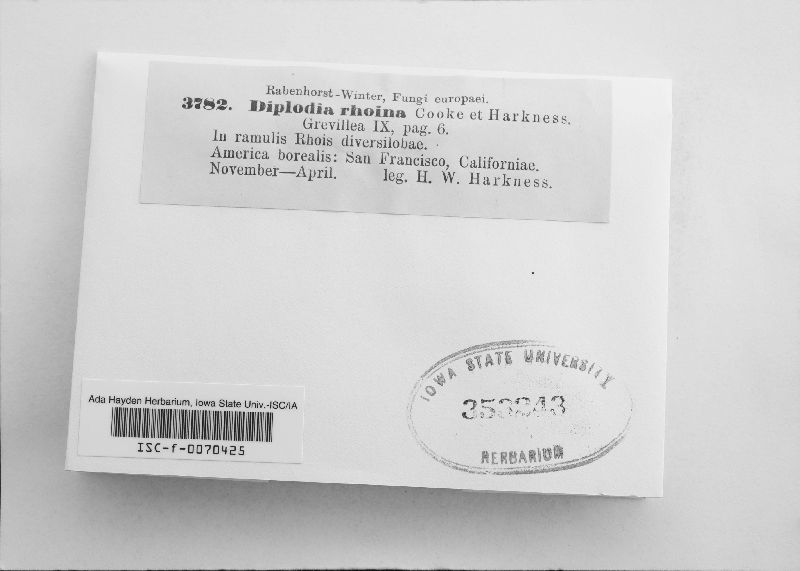 Rabenhorst-Winter, Fungi europaei.
3782. Diplodia rhoina Cooke et Harkness.
Grevillea IX, pag. 6.
In ramulis Rhois diversilobae.
America borealis: San Francisco, Californiae.
November—April. leg. H. W. Harkness.
IOWA STATE UNIVERSITY
HERBARIUM
Ada Hayden Herbarium, Iowa State Univ.-ISC/IA
ISC-f-0070425